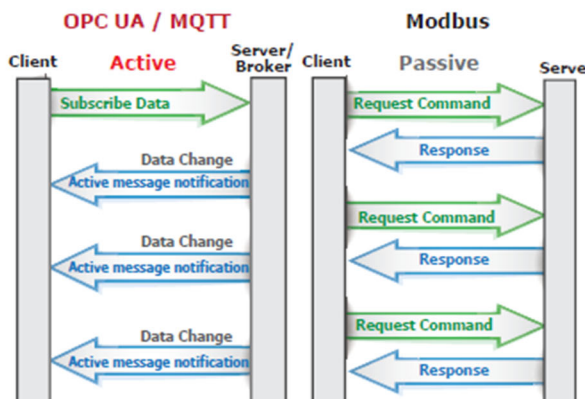 OPC UA / MQTT
Client
Active
Server/
Broker
Subscribe Data
Data Change
Active message notification
Data Change
Active message notification
Data Change
Active message notification
Modbus
Client
Passive
Serve
Request Command
Response
Request Command
Response
Request Command
Response